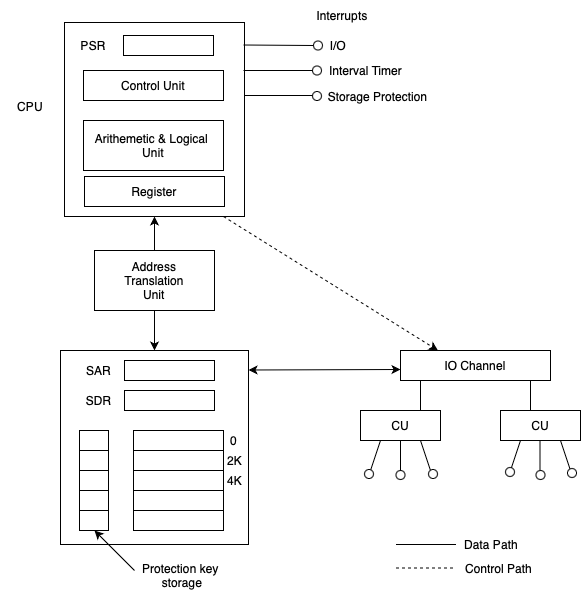 Interrupts
PSR
I/O
Control Unit
Interval Timer
Storage Protection
CPU
Arithemetic & Logical
Unit
Register
Address
Translation
Unit
SAR
IO Channel
SDR
CU
CU
0
2K
4K
Data Path
Protection key
storage
Control Path